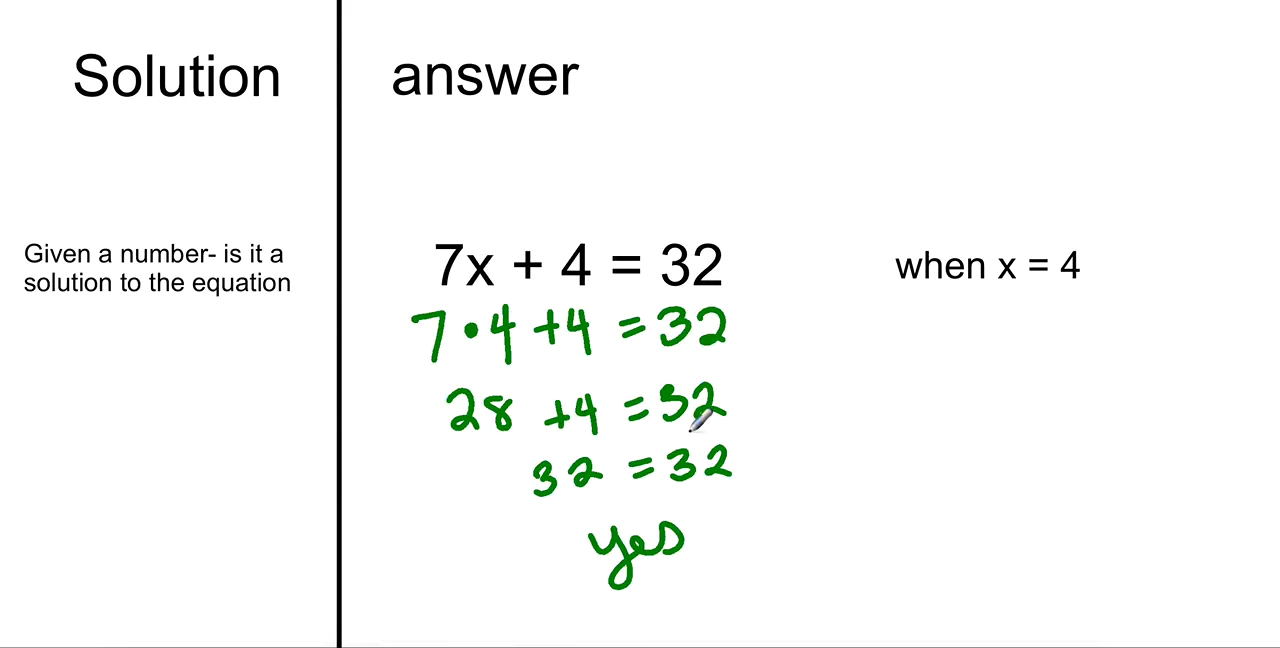 Solution
answer
Given a number- is it a
solution to the equation
7x + 4 = 32
when x = 4
7•4 +4 = 32
28 +4 = 32
32 = 32
yes